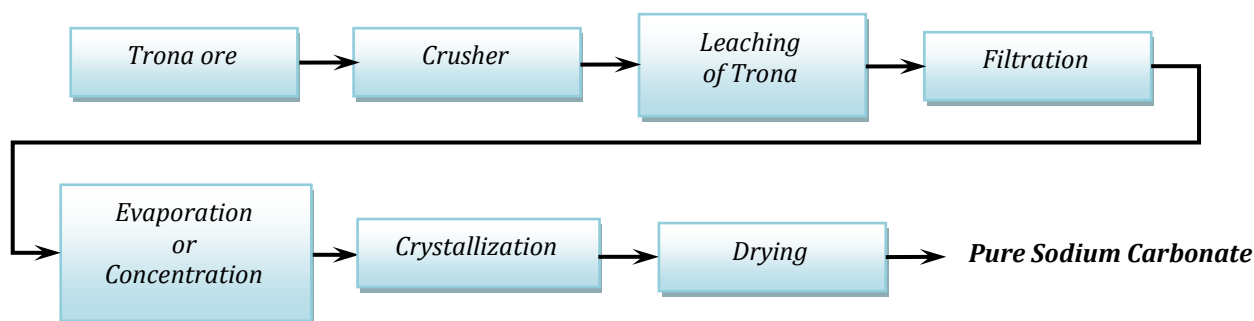 Trona ore
Crusher
Leaching
of Trona
Filtration
Evaporation
or
Concentration
Crystallization
Drying
Pure Sodium Carbonate